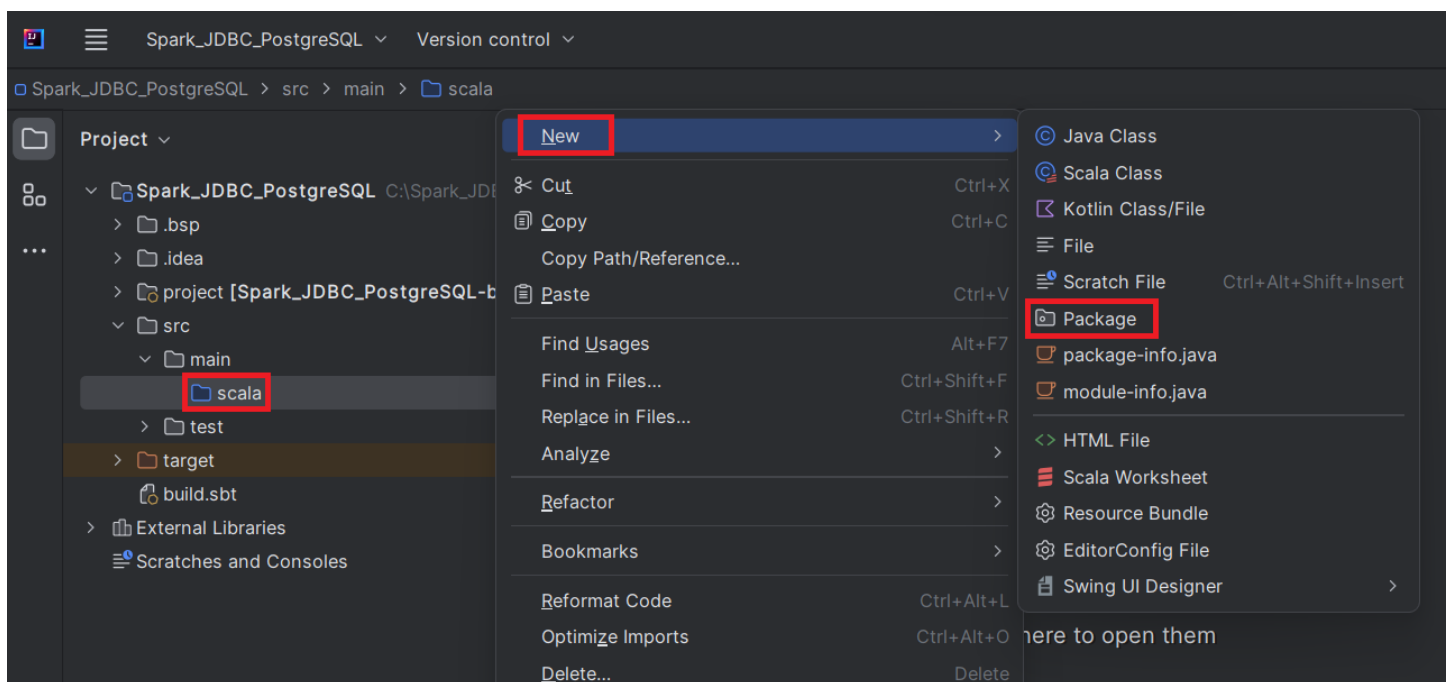 Spark_JDBC_PostgreSQL Version control
Spark_JDBC_PostgreSQL > src > main > scala
Project
Spark_JDBC_PostgreSQL C:\Spark_JDE
.bsp
.idea
project [Spark_JDBC_PostgreSQL-b
src
main
scala
test
target
build.sbt
External Libraries
Scratches and Consoles
New
Cut Ctrl+X
Copy Ctrl+C
Copy Path/Reference...
Paste Ctrl+V
Find Usages Alt+F7
Find in Files... Ctrl+Shift+F
Replace in Files... Ctrl+Shift+R
Analyze
Refactor
Bookmarks
Reformat Code Ctrl+Alt+L
Optimize Imports Ctrl+Alt+O
Delete... Delete
Java Class
Scala Class
Kotlin Class/File
File
Scratch File Ctrl+Alt+Shift+Insert
Package
package-info.java
module-info.java
HTML File
Scala Worksheet
Resource Bundle
EditorConfig File
Swing UI Designer
here to open them